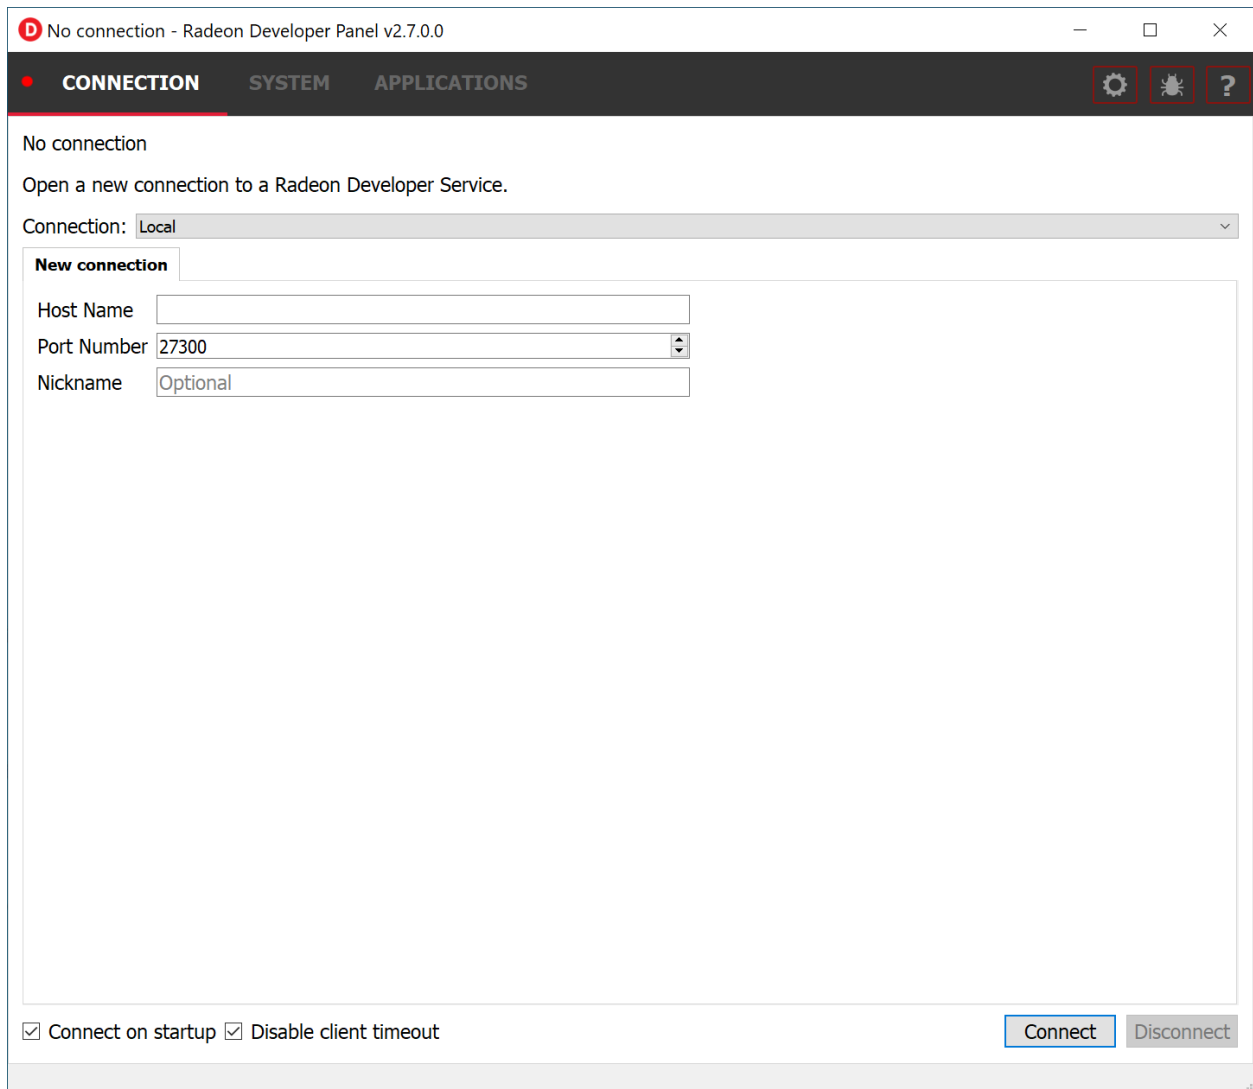 D No connection - Radeon Developer Panel v2.7.0.0
CONNECTION SYSTEM APPLICATIONS ?
No connection
Open a new connection to a Radeon Developer Service.
Connection: Local
New connection
Host Name
Port Number 27300
Nickname Optional
Connect on startup Disable client timeout Connect Disconnect